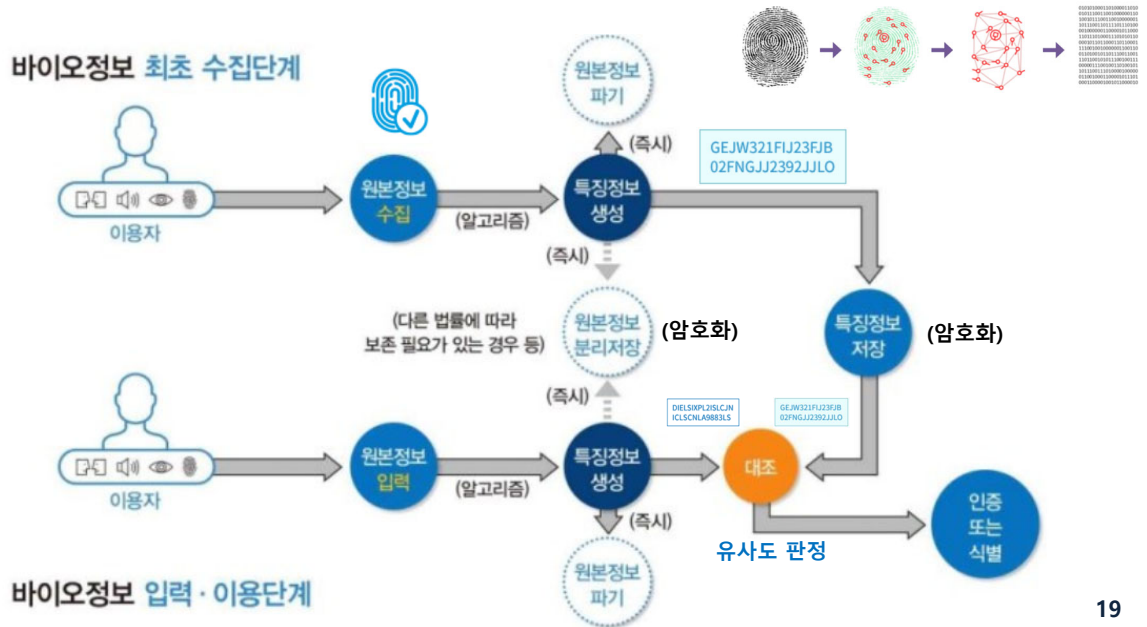 바이오정보 최초 수집단계
원본정보
파기
(즉시)
GEJW321FIJ23FJB
02FNGJJ2392JJLO
이용자
원본정보
수집
(알고리즘)
특징정보
생성
(즉시)
(다른 법률에 따라
보존 필요가 있는 경우 등)
원본정보
분리저장
(암호화)
특징정보
저장
(암호화)
(즉시)
DIELSIXPL2ISLCJN
ICLSCNLA9883LS
GEJW321FIJ23FJB
02FNGJJ2392JJLO
이용자
원본정보
입력
(알고리즘)
특징정보
생성
대조
(즉시)
유사도 판정
인증
또는
식별
원본정보
파기
바이오정보 입력 · 이용단계
19